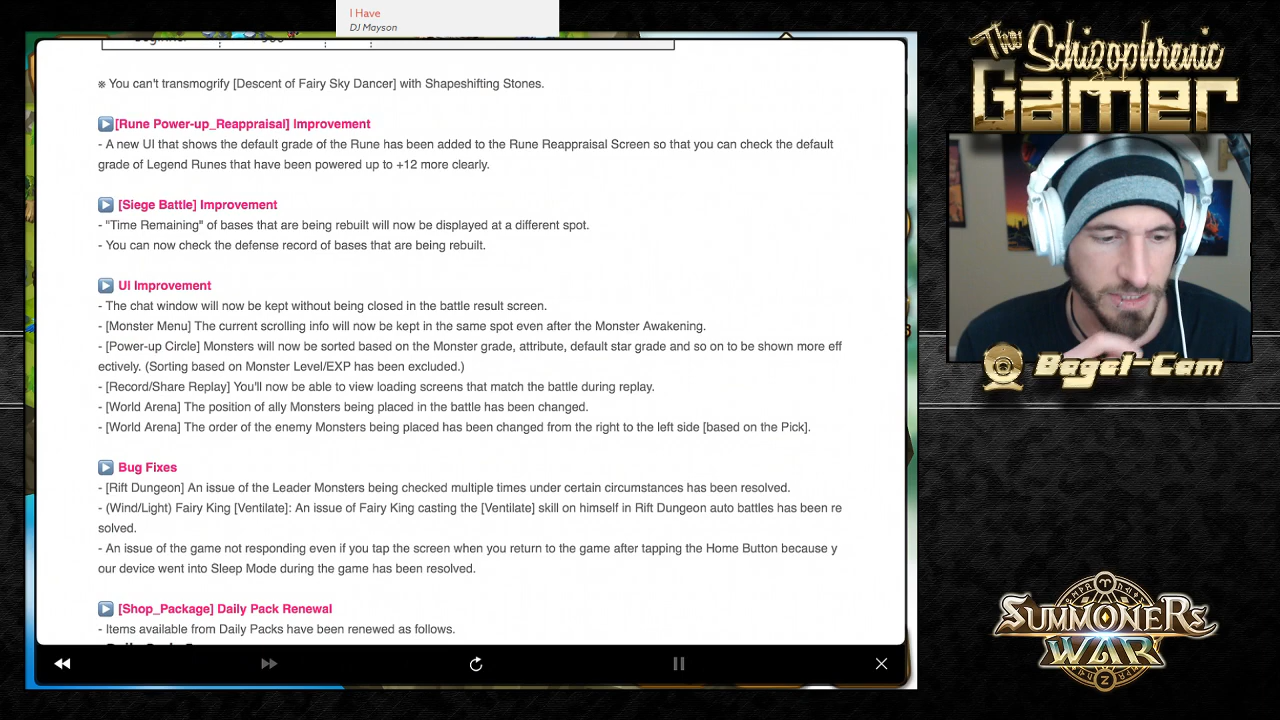 I Have
DJ Mayson
The
Schizophrenic
Gamer
※ You can't transmogrify [Descent of Fairy Sky Dancer] with Shapeshifting Stones.
[Rune Power-up_Reappraisal] Improvement
- A new UI that shows the default grade of the Rune has been added to the Rune Reappraisal Screen so that you can check the default
grade of Legend Runes that have been powered up to +12 more clearly.
[Siege Battle] Improvement
- "Time Remaining" of bases that are being rebuilt will now be displayed at a different spot.
- You can now check the defense record of bases that are being rebuilt.
UI Improvement
- The chat window will now be kept without being closed in the battle result screen.
- [Monster Menu] The current scrolling info will now be kept in the same spot even after the Monster Awakening.
- [Power-up Circle] Monsters will now be sorted based on the Monster grade, attribute, default star grade and so on to be shown more eff
ectively. (Sorting based on Monster Level/EXP has been excluded.)
- [Record/Share Replay] You'll now be able to view loading screens that match the battle during replay.
- [World Arena] The position of ally Monsters being placed in the battle has been changed.
- [World Arena] The order of the enemy Monsters being placed has been changed from the right to the left side [based on the Pick].
Bug Fixes
- [Rift Dungeon] An issue of the Leader Monsters being checked multiple times under certain circumstances has been resolved.
- (Wind/Light) Fairy King [Ventilate]: An issue of Fairy King casting the [Ventilate] skill on himself in Rift Dungeon auto battles has been re
solved.
- An issue of the game not responding even if you tap the screen when you return to the game after tapping the Home Button because y
our device went into Sleep Mode during the game has been resolved.
[Shop_Package] Daily Pack Renewal
- Items available from Daily Packs have been renewed as follows.
Bagel-Cam
SUMMONERS
WAR